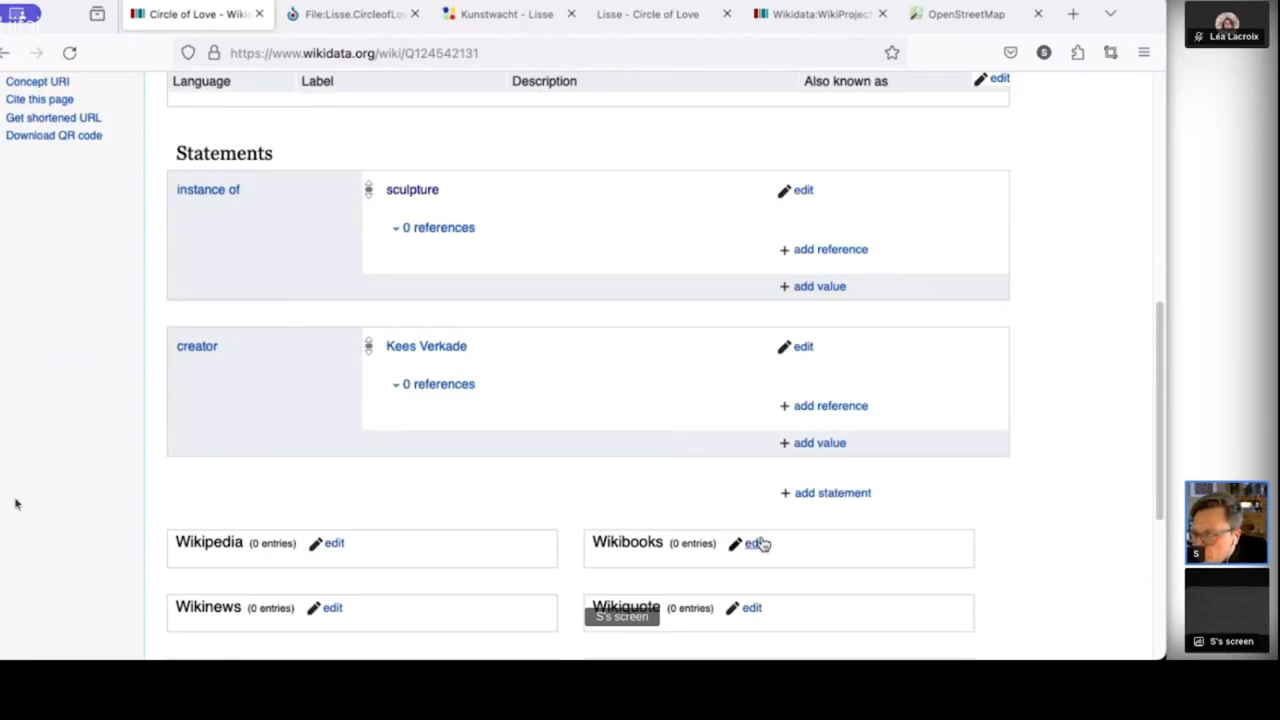 Circle of Love - Wiki
File:Lisse.CircleofLo
Kunstwacht - Lisse
Lisse - Circle of Love
Wikidata:WikiProject
OpenStreetMap
https://www.wikidata.org/wiki/Q124542131
S
Léa Lacroix
Concept URI
Cite this page
Get shortened URL
Download QR code
Language Label Description Also known as edit
Statements
instance of sculpture edit
0 references
+ add reference
+ add value
creator Kees Verkade edit
0 references
+ add reference
+ add value
+ add statement
Wikipedia (0 entries) edit
Wikibooks (0 entries) edit
Wikinews (0 entries) edit
Wikiquote (0 entries) edit
S's screen
S
S's screen